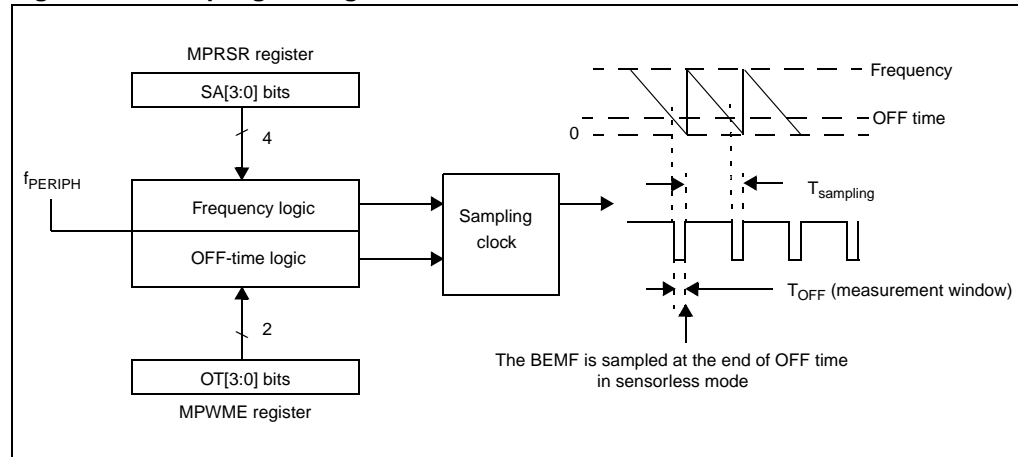 MPRSR register
SA[3:0] bits
4
fPERIPH
Frequency logic
OFF-time logic
Sampling
clock
2
OT[3:0] bits
MPWME register
Frequency
OFF time
0
Tsampling
TOFF (measurement window)
The BEMF is sampled at the end of OFF time
in sensorless mode